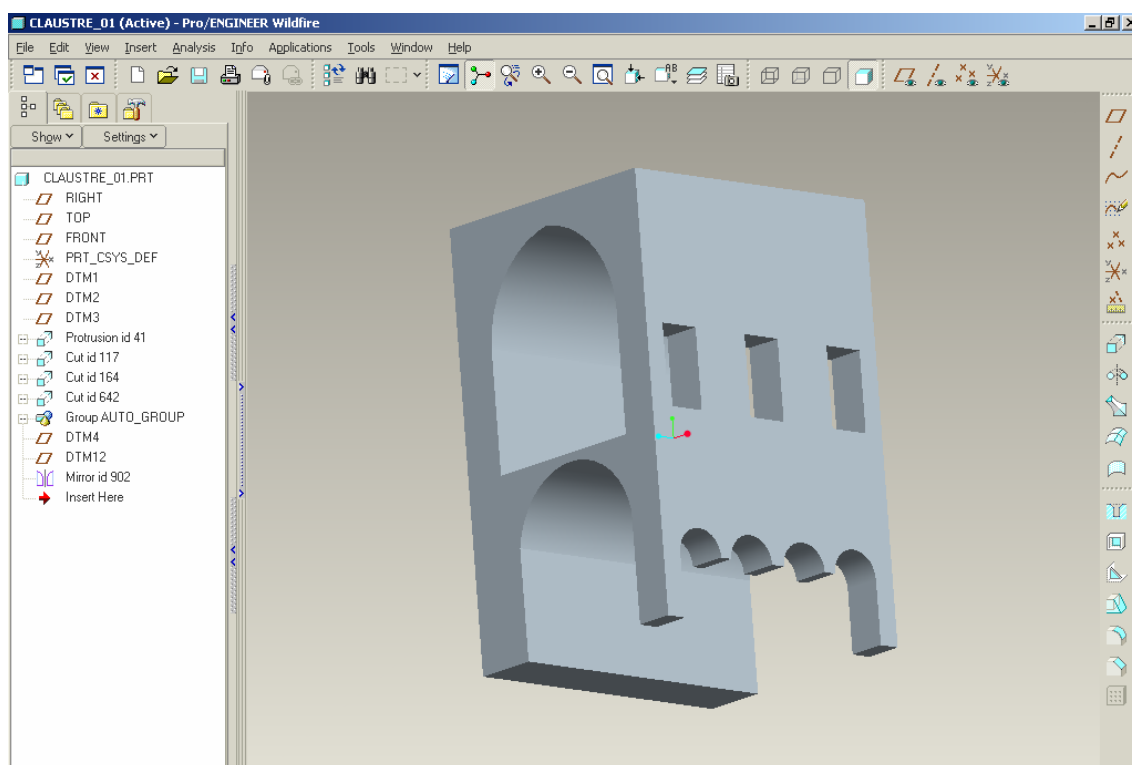 CLAUSTRE_01 (Active) - Pro/ENGINEER Wildfire
File Edit View Insert Analysis Info Applications Tools Window Help
Show Settings
CLAUSTRE_01.PRT
RIGHT
TOP
FRONT
PRT_CSYS_DEF
DTM1
DTM2
DTM3
Protrusion id 41
Cut id 117
Cut id 164
Cut id 642
Group AUTO_GROUP
DTM4
DTM12
Mirror id 902
Insert Here